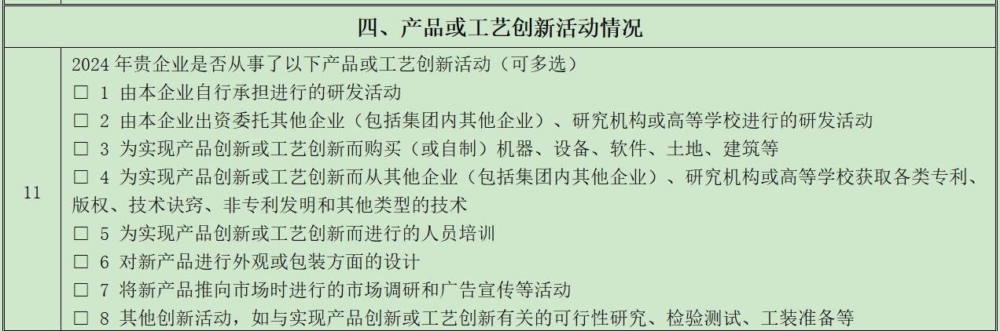 四、产品或工艺创新活动情况
11
2024 年贵企业是否从事了以下产品或工艺创新活动（可多选）
□ 1 由本企业自行承担进行的研发活动
□ 2 由本企业出资委托其他企业（包括集团内其他企业）、研究机构或高等学校进行的研发活动
□ 3 为实现产品创新或工艺创新而购买（或自制）机器、设备、软件、土地、建筑等
□ 4 为实现产品创新或工艺创新而从其他企业（包括集团内其他企业）、研究机构或高等学校获取各类专利、
版权、技术诀窍、非专利发明和其他类型的技术
□ 5 为实现产品创新或工艺创新而进行的人员培训
□ 6 对新产品进行外观或包装方面的设计
□ 7 将新产品推向市场时进行的市场调研和广告宣传等活动
□ 8 其他创新活动，如与实现产品创新或工艺创新有关的可行性研究、检验测试、工装准备等